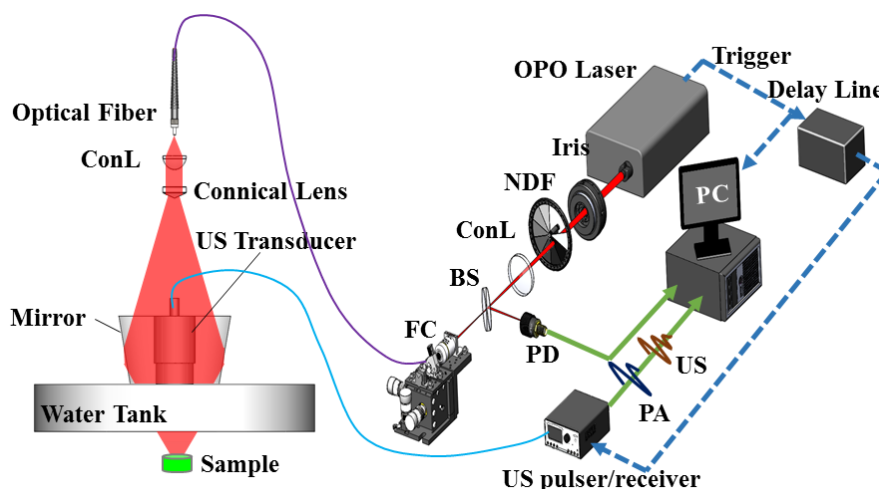 Trigger
OPO Laser
Delay Line
Optical Fiber
Iris
ConL
NDF
PC
Connical Lens
ConL
US Transducer
BS
Mirror
FC
PD
US
PA
Water Tank
Sample
US pulser/receiver